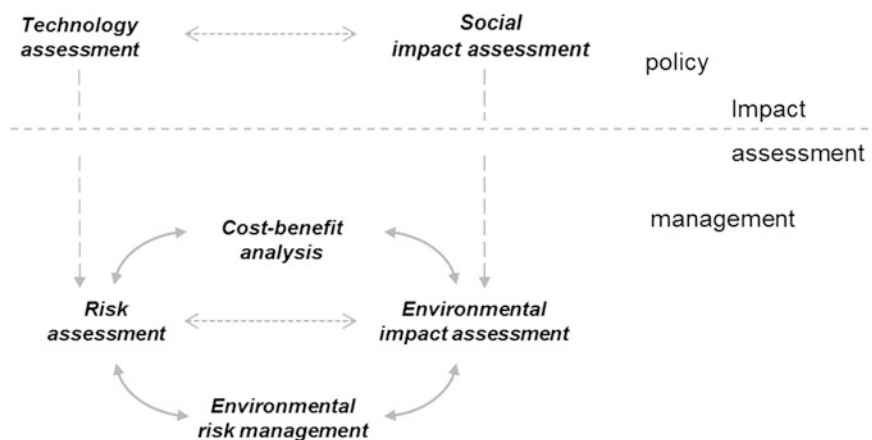 Technology
assessment
Social
impact assessment
policy
Impact
assessment
management
Cost-benefit
analysis
Risk
assessment
Environmental
impact assessment
Environmental
risk management